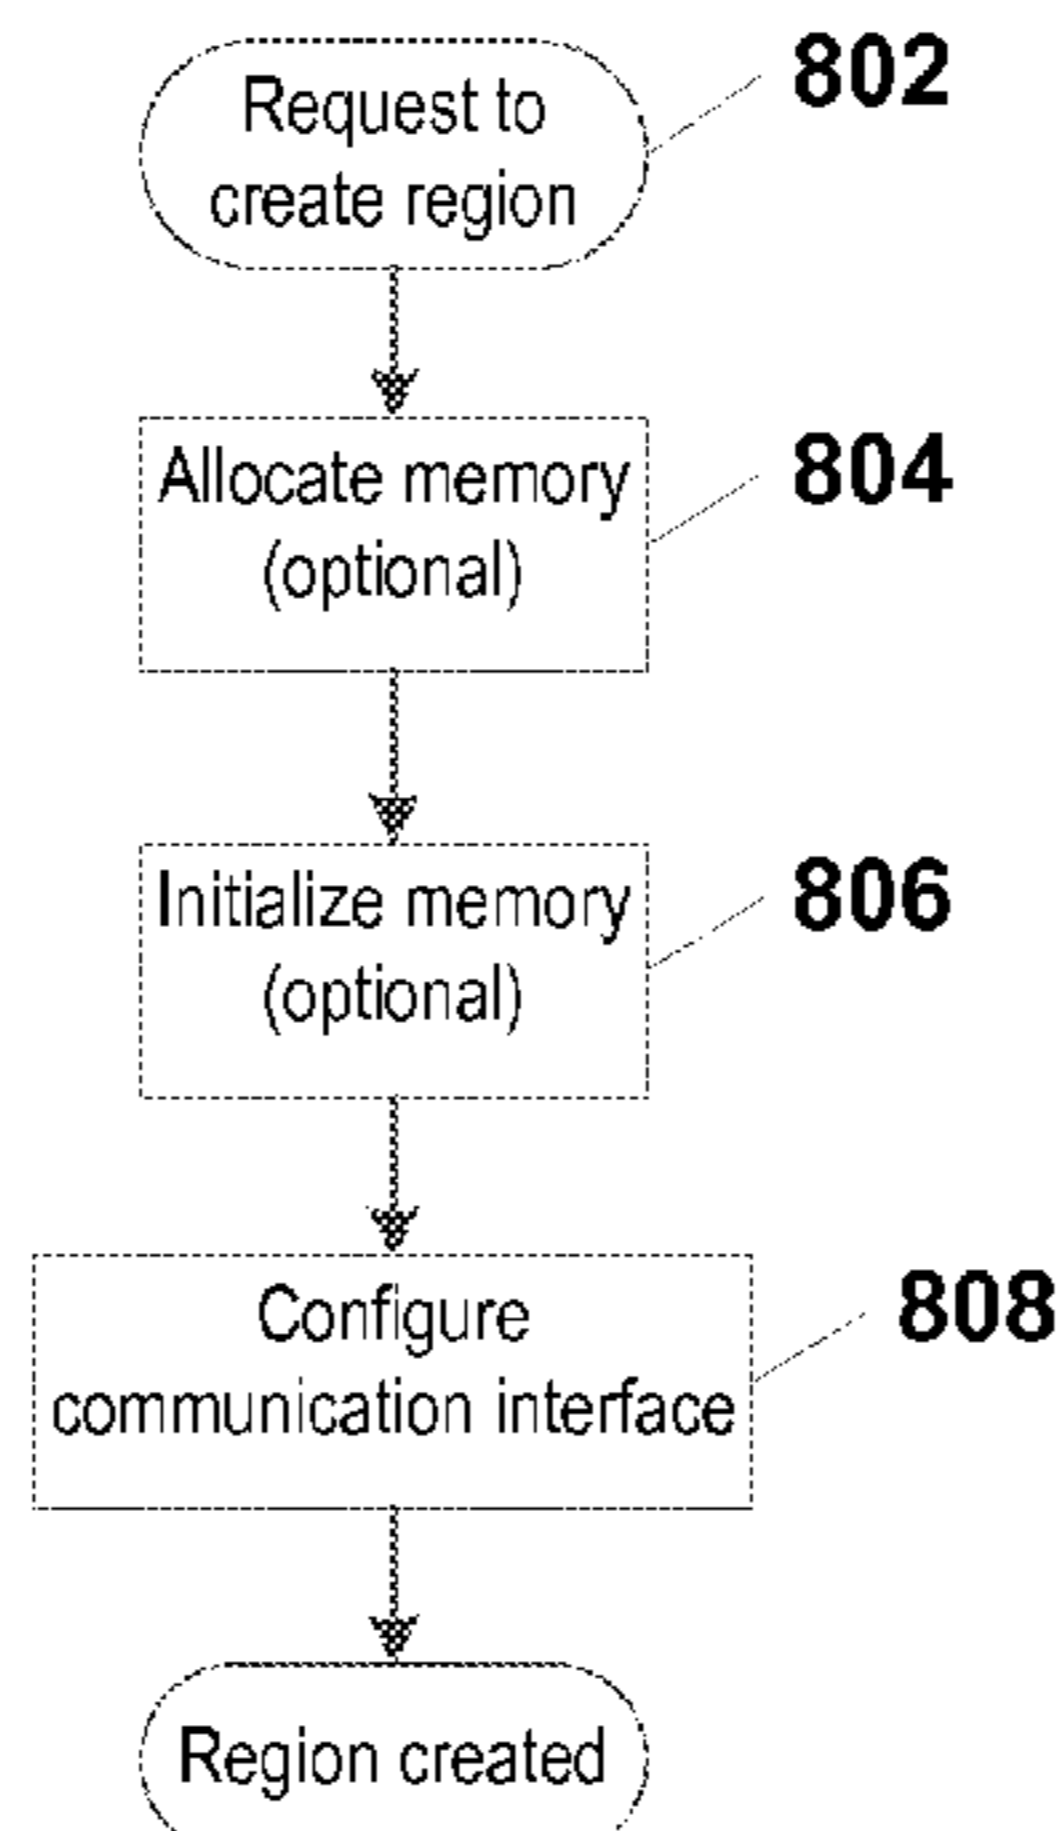 Request to
create region
802
Allocate memory
(optional)
804
Initialize memory
(optional)
806
Configure
communication interface
808
Region created